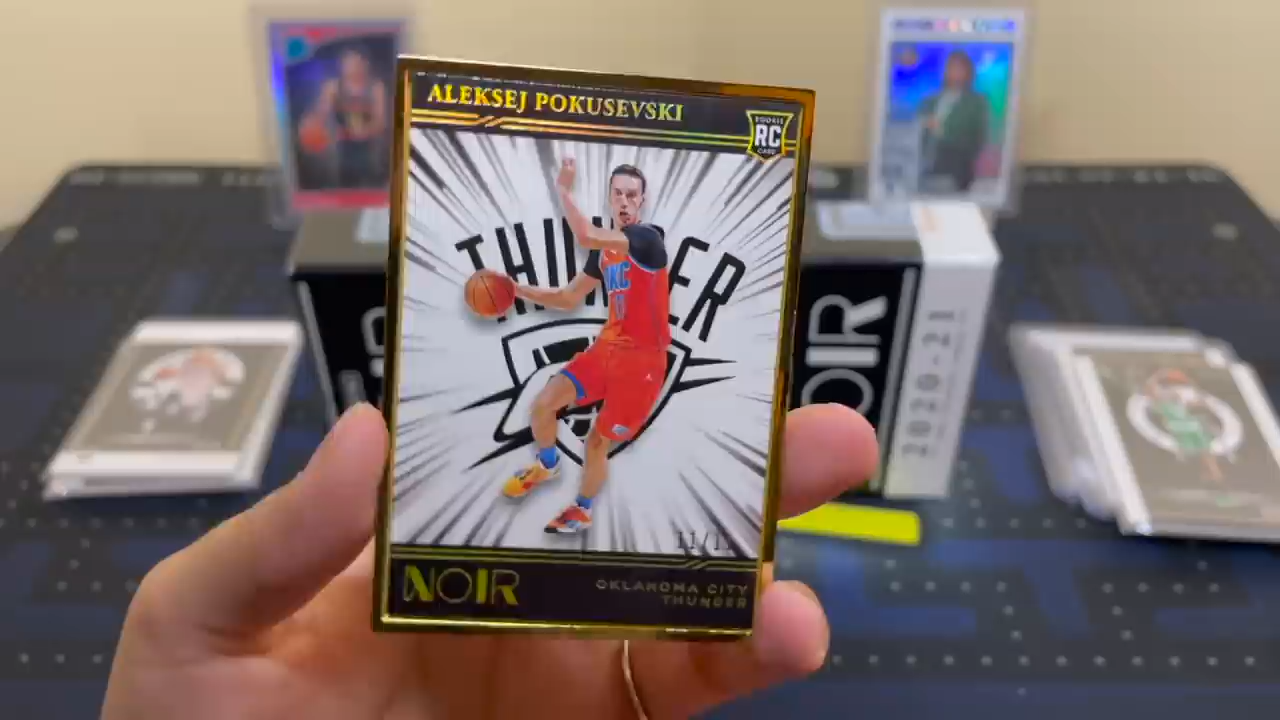 ALEKSEJ POKUSEVSKI
ROOKIE
RC
CARD
THUNDER
OKC
NOIR
OKLAHOMA CITY
THUNDER
NOIR
2020-21